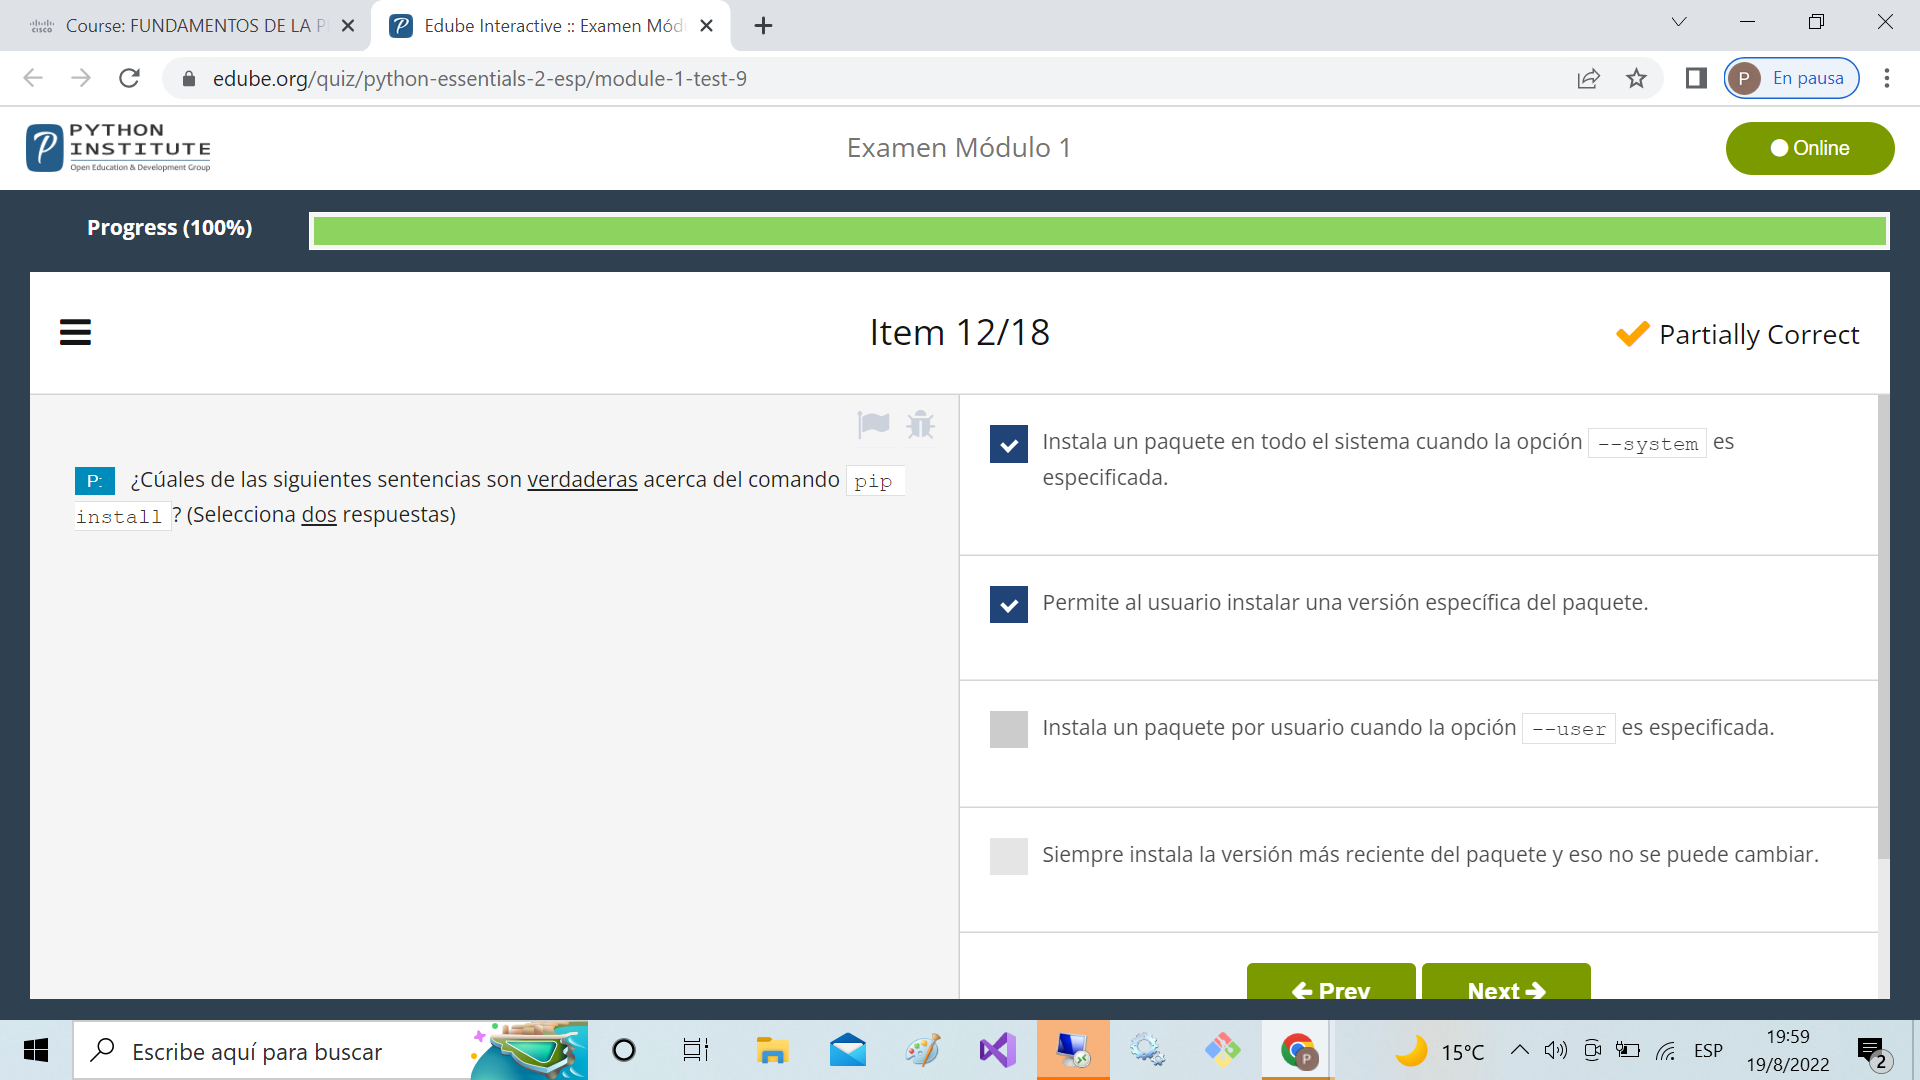 Course: FUNDAMENTOS DE LA P
Edube Interactive :: Examen Mód
edube.org/quiz/python-essentials-2-esp/module-1-test-9
P
En pausa
PYTHON
INSTITUTE
Open Education & Development Group
Examen Módulo 1
Online
Progress (100%)
Item 12/18
Partially Correct
P: ¿Cúales de las siguientes sentencias son verdaderas acerca del comando pip
install ? (Selecciona dos respuestas)
Instala un paquete en todo el sistema cuando la opción --system es
especificada.
Permite al usuario instalar una versión específica del paquete.
Instala un paquete por usuario cuando la opción --user es especificada.
Siempre instala la versión más reciente del paquete y eso no se puede cambiar.
Prev
Next
Escribe aquí para buscar
P
15°C
ESP
19:59
19/8/2022
2